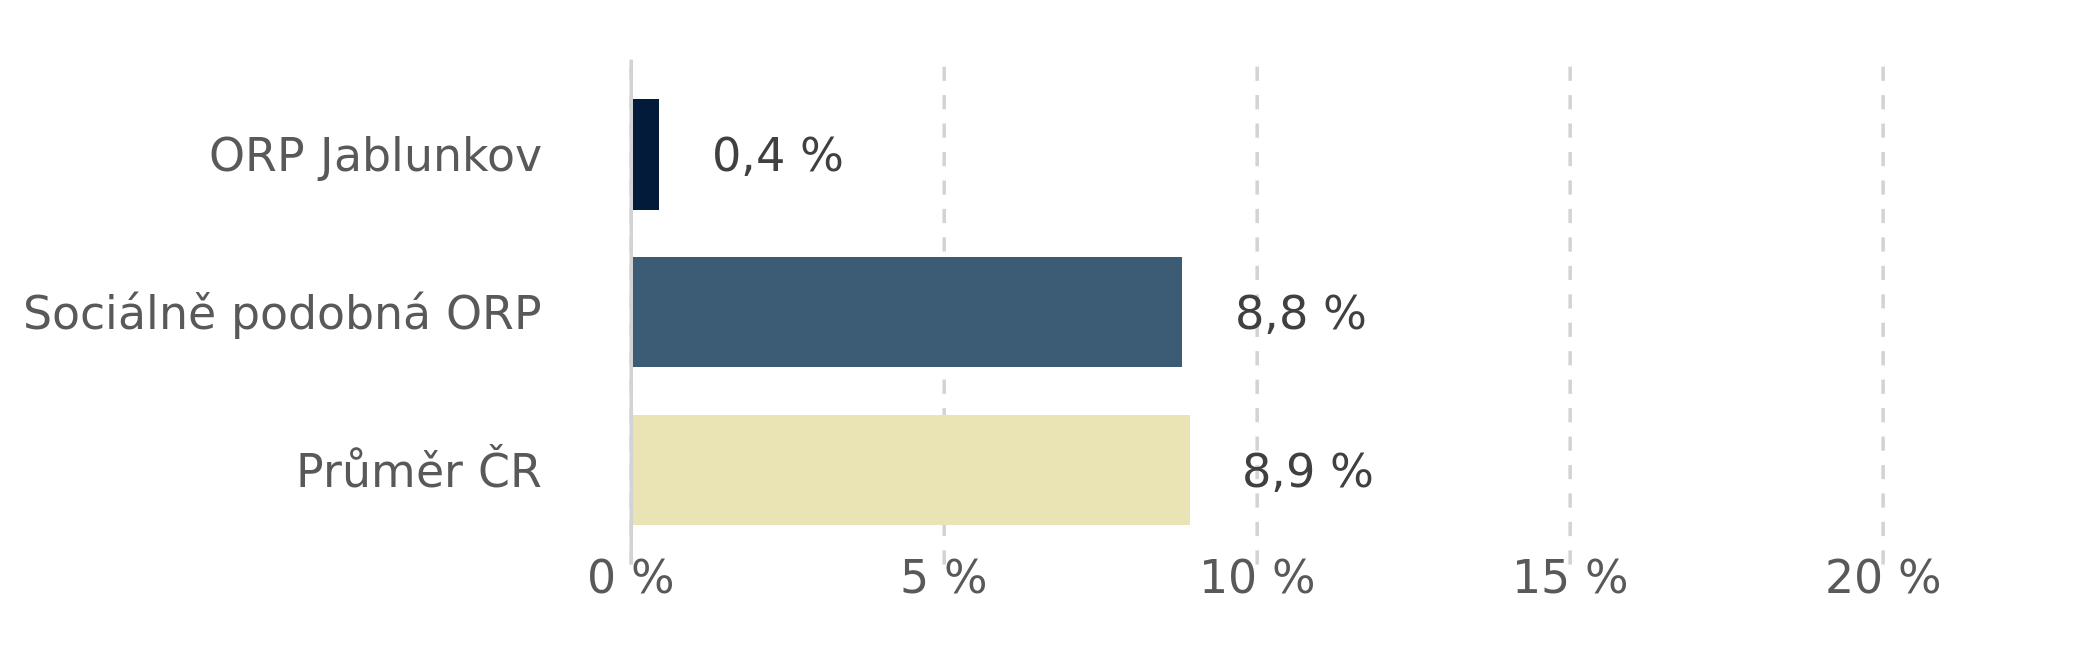 ORP Jablunkov 0,4 %
Sociálně podobná ORP 8,8 %
Průměr ČR 8,9 %
0 % 5 % 10 % 15 % 20 %